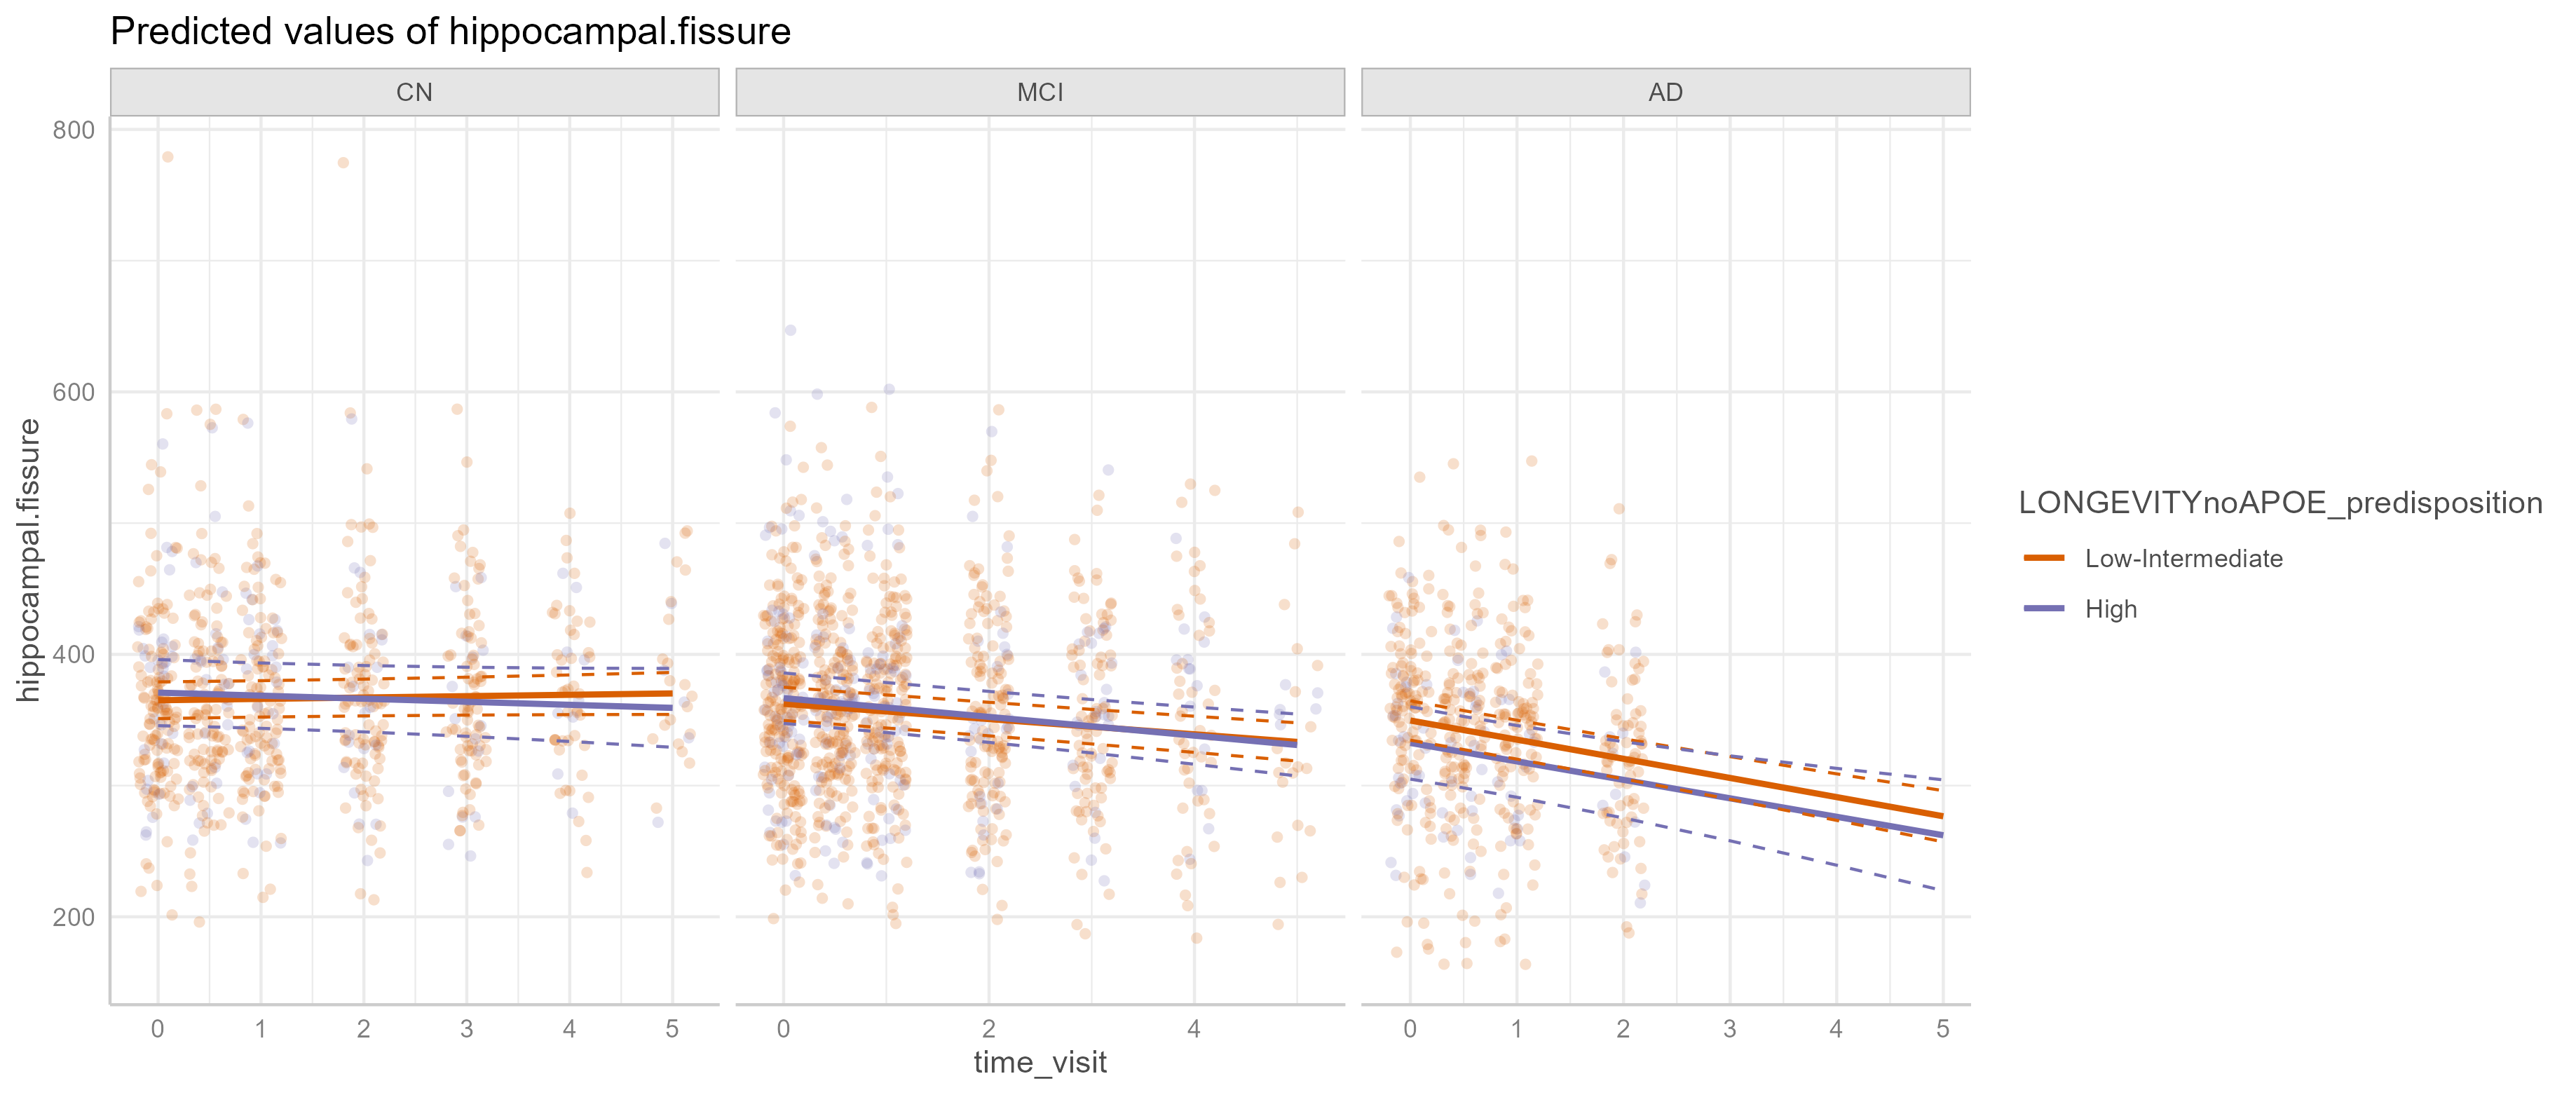 Predicted values of hippocampal.fissure
CN
MCI
AD
800
600
400
200
hippocampal.fissure
0 1 2 3 4 5
0 2 4
0 1 2 3 4 5
time_visit
LONGEVITYnoAPOE_predisposition
Low-Intermediate
High